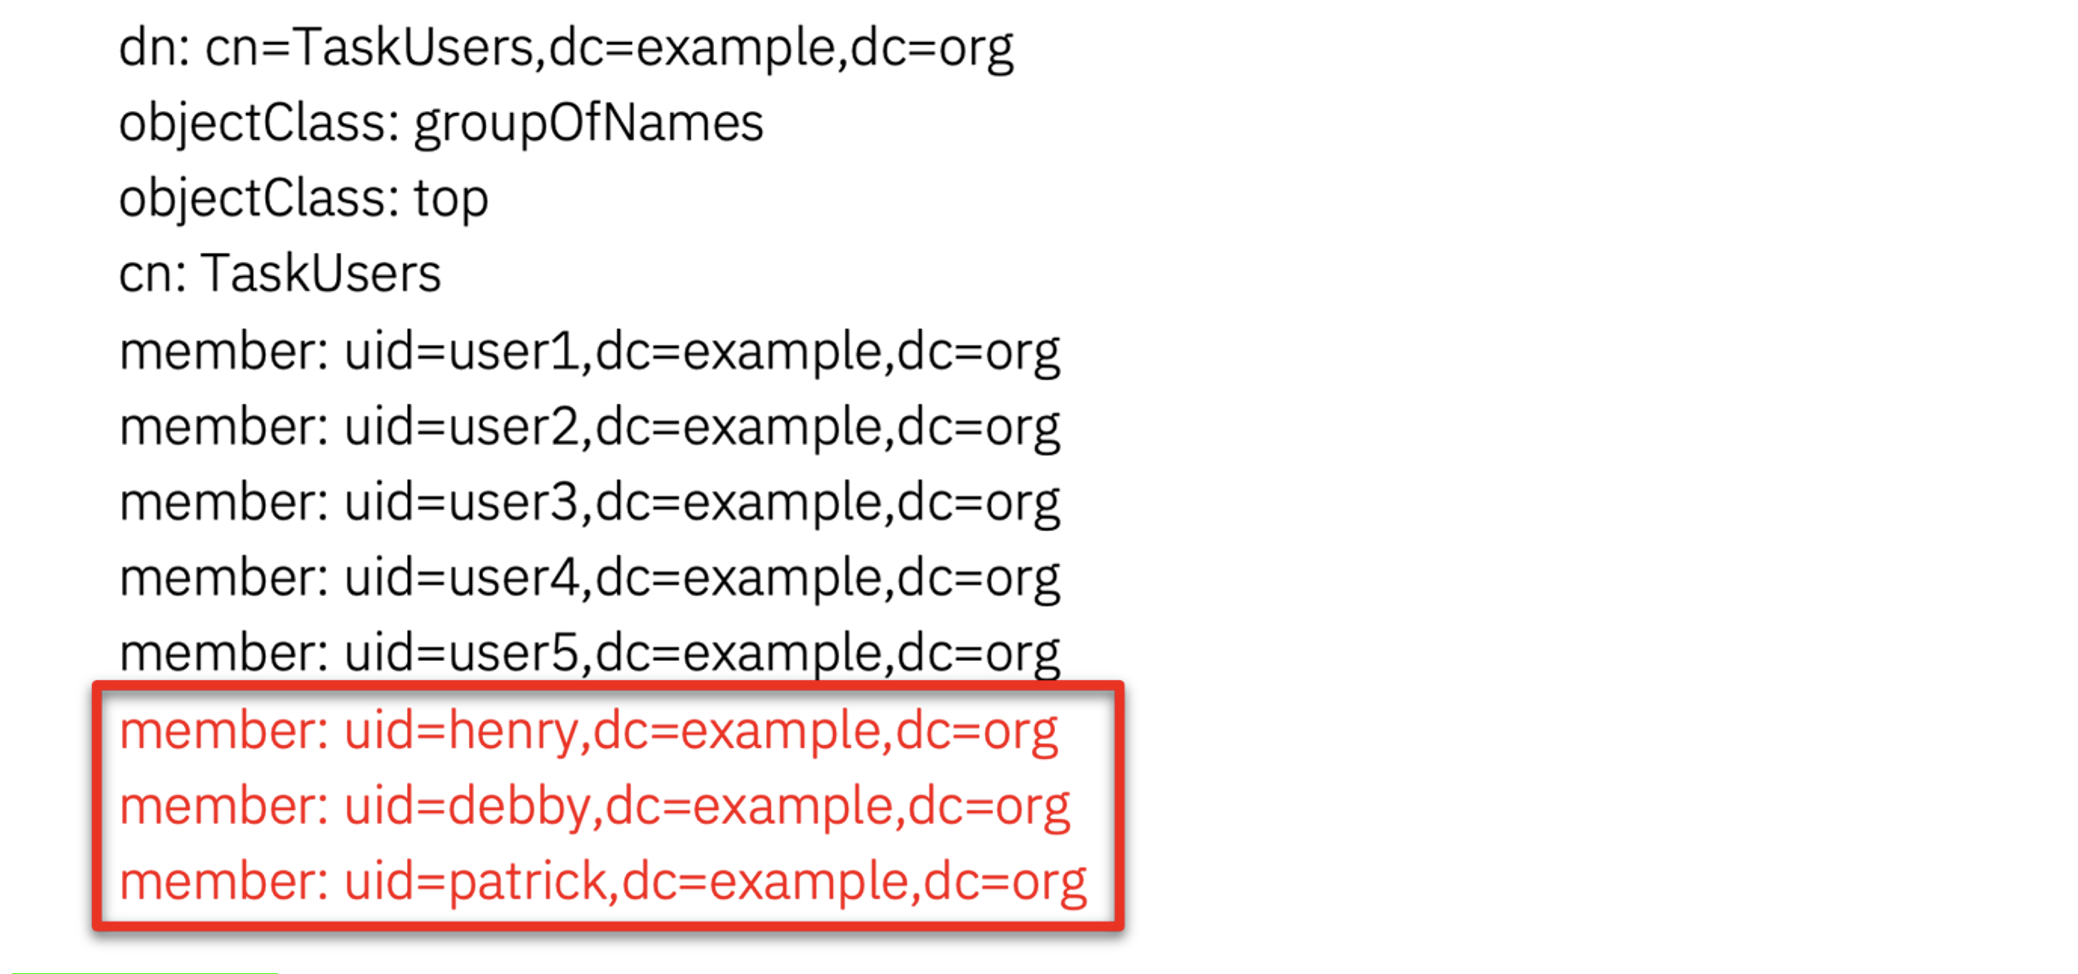 dn: cn=TaskUsers,dc=example,dc=org
objectClass: groupOfNames
objectClass: top
cn: TaskUsers
member: uid=user1,dc=example,dc=org
member: uid=user2,dc=example,dc=org
member: uid=user3,dc=example,dc=org
member: uid=user4,dc=example,dc=org
member: uid=user5,dc=example,dc=org
member: uid=henry,dc=example,dc=org
member: uid=debby,dc=example,dc=org
member: uid=patrick,dc=example,dc=org